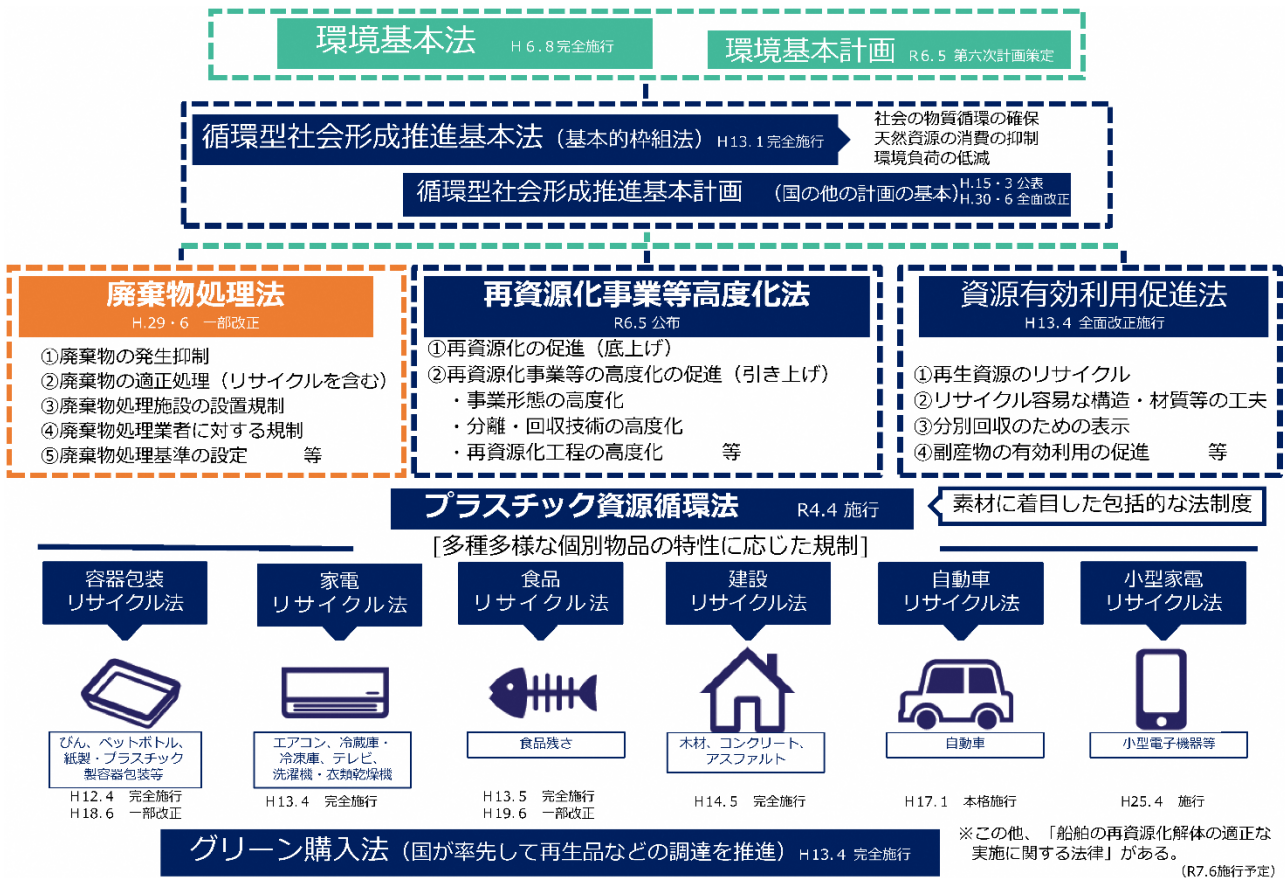 環境基本法 H6.8完全施行
環境基本計画 R6.5 第六次計画策定
循環型社会形成推進基本法（基本的枠組法）H13.1完全施行
社会の物質循環の確保
天然資源の消費の抑制
環境負荷の低減
循環型社会形成推進基本計画 （国の他の計画の基本）
H.15・3 公表
H.30・6 全面改正
廃棄物処理法
H.29・6 一部改正
①廃棄物の発生抑制
②廃棄物の適正処理（リサイクルを含む）
③廃棄物処理施設の設置規制
④廃棄物処理業者に対する規制
⑤廃棄物処理基準の設定 等
再資源化事業等高度化法
R6.5 公布
①再資源化の促進（底上げ）
②再資源化事業等の高度化の促進（引き上げ）
・事業形態の高度化
・分離・回収技術の高度化
・再資源化工程の高度化 等
資源有効利用促進法
H13.4 全面改正施行
①再生資源のリサイクル
②リサイクル容易な構造・材質等の工夫
③分別回収のための表示
④副産物の有効利用の促進 等
プラスチック資源循環法 R4.4 施行
素材に着目した包括的な法制度
[多種多様な個別物品の特性に応じた規制]
容器包装
リサイクル法
びん、ペットボトル、
紙製・プラスチック
製容器包装等
H12.4 完全施行
H18.6 一部改正
家電
リサイクル法
エアコン、冷蔵庫・
冷凍庫、テレビ、
洗濯機・衣類乾燥機
H13.4 完全施行
食品
リサイクル法
食品残さ
H13.5 完全施行
H19.6 一部改正
建設
リサイクル法
木材、コンクリート、
アスファルト
H14.5 完全施行
自動車
リサイクル法
自動車
H17.1 本格施行
小型家電
リサイクル法
小型電子機器等
H25.4 施行
グリーン購入法（国が率先して再生品などの調達を推進）H13.4 完全施行
※この他、「船舶の再資源化解体の適正な
実施に関する法律」がある。
（R7.6施行予定）